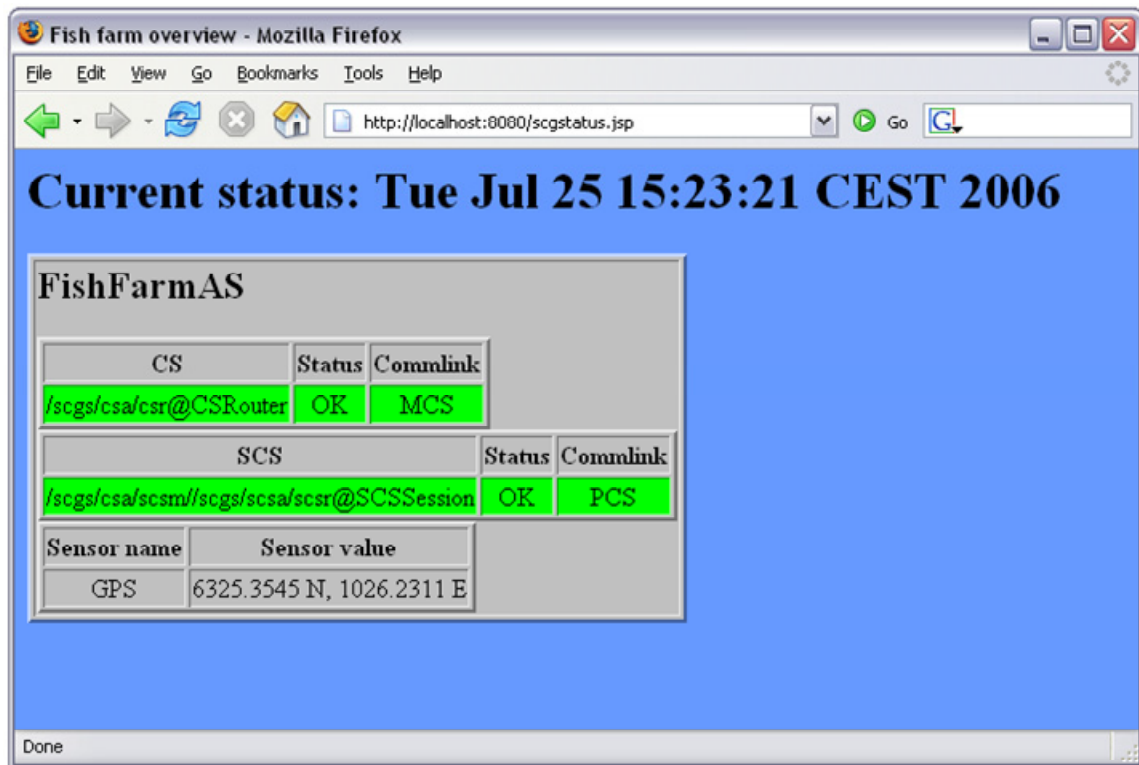 Fish farm overview - Mozilla Firefox
File Edit View Go Bookmarks Tools Help
http://localhost:8080/scgstatus.jsp Go G
Current status: Tue Jul 25 15:23:21 CEST 2006
FishFarmAS
CS Status Commlink
/scgs/csa/csr@CSRouter OK MCS
SCS Status Commlink
/scgs/csa/scsm//scgs/scsa/scsr@SCSSession OK PCS
Sensor name Sensor value
GPS 6325.3545 N, 1026.2311 E
Done